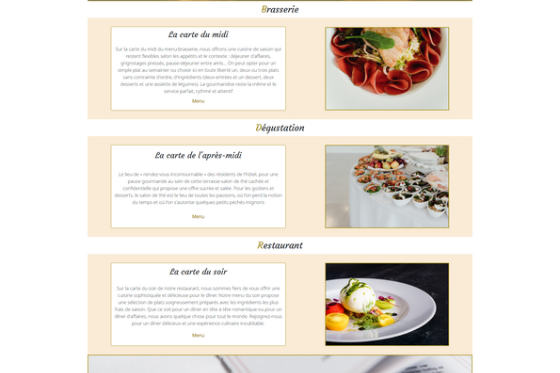 Brasserie
La carte du midi
Sur la carte du midi du menu Brasserie, nous offrons une cuisine de saison qui
restent flexibles selon les appétits et le contexte : déjeuner d'affaires,
grignotages pressés, pause-déjeuner entre amis... On peut opter pour un
simple plat au semainier ou choisir ici en toute liberté un, deux ou trois plats
sans contrainte d'ordre, d'ingrédients (deux entrées et un dessert, deux
desserts et une assiette de légumes). La gourmandise reste la même et le
service parfait, rythmé et attentif.
Menu
Dégustation
La carte de l'après-midi
Le lieu de « rendez-vous incontournable » des résidents de l'hôtel, pour une
pause gourmande au sein de cette terrasse-salon de thé cachée et
confidentielle qui propose une offre sucrée et salée. Pour les goûters et
desserts, le salon de thé est le lieu de toutes les passions, où l'on perd la notion
du temps et où l'on s'autorise quelques petits péchés mignons.
Menu
Restaurant
La carte du soir
Sur la carte du soir de notre restaurant, nous sommes fiers de vous offrir une
cuisine sophistiquée et délicieuse pour le dîner. Notre menu du soir propose
une sélection de plats soigneusement préparés avec les ingrédients les plus
frais de saison. Que ce soit pour un dîner en tête à tête romantique ou pour un
dîner d'affaires, nous avons quelque chose pour tout le monde. Rejoignez-nous
pour un dîner délicieux et une expérience culinaire inoubliable.
Menu